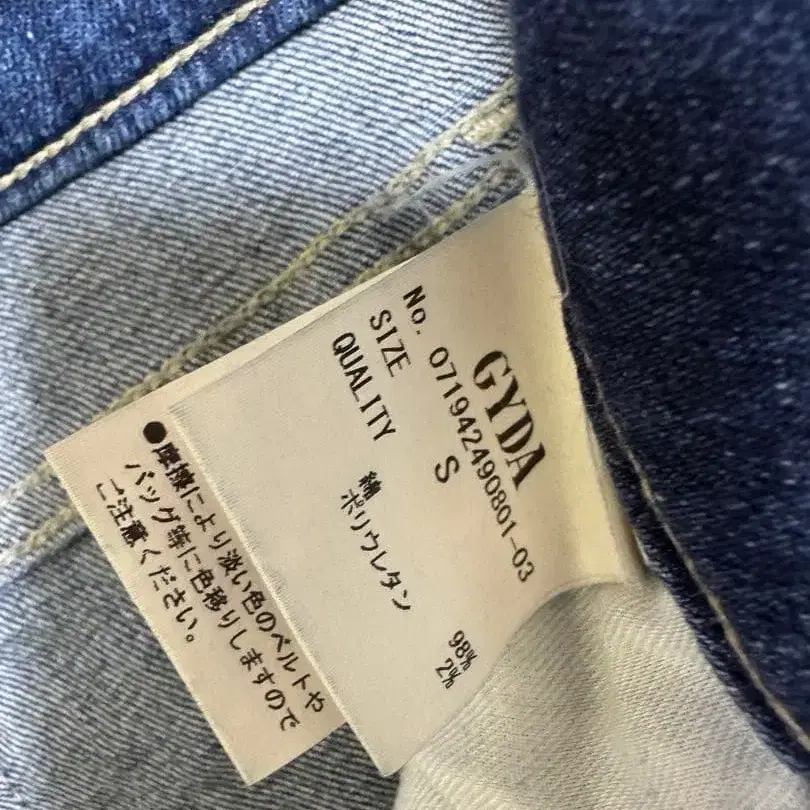 GYDA
No. 071942490801-03
SIZE S
QUALITY
綿 98%
ポリウレタン 2%
●摩擦により淡い色のベルトや
バッグ等に色移りしますので
ご注意ください。